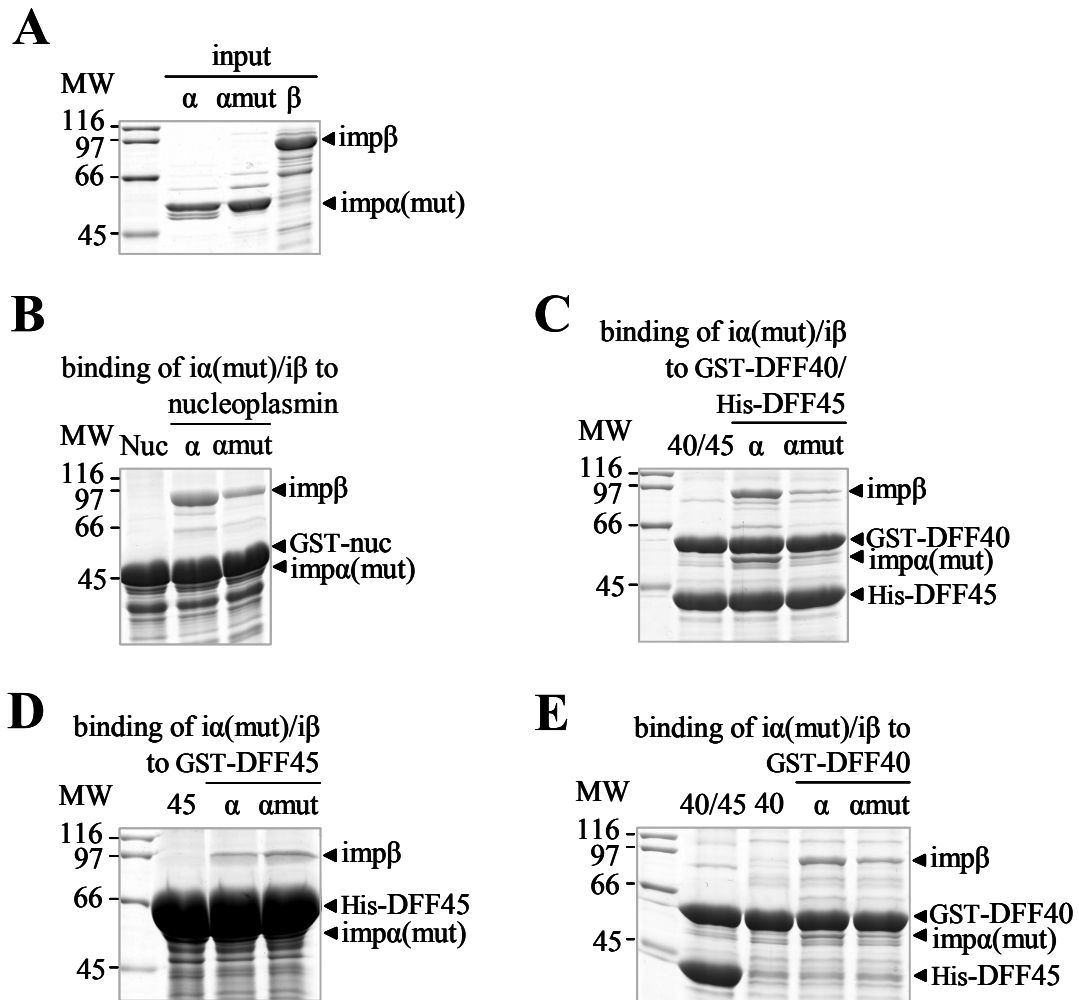 A
input
MW
α αmut β
116
97
66
45
impβ
impα(mut)
B
binding of iα(mut)/iβ to
nucleoplasmin
MW
Nuc α αmut
116
97
66
45
impβ
GST-nuc
impα(mut)
C
binding of iα(mut)/iβ
to GST-DFF40/
His-DFF45
MW
40/45 α αmut
116
97
66
45
impβ
GST-DFF40
impα(mut)
His-DFF45
D
binding of iα(mut)/iβ
to GST-DFF45
MW
45 α αmut
116
97
66
45
impβ
His-DFF45
impα(mut)
E
binding of iα(mut)/iβ to
GST-DFF40
MW
40/45 40 α αmut
116
97
66
45
impβ
GST-DFF40
impα(mut)
His-DFF45